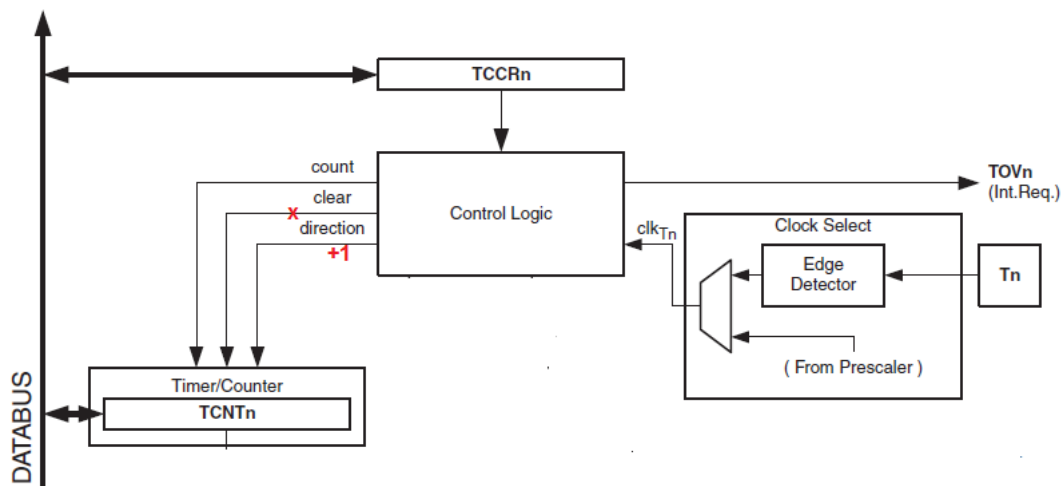 TCCRn
count
clear
x
direction
+1
Control Logic
TOVn
(Int.Req.)
clkTn
Clock Select
Edge
Detector
Tn
( From Prescaler )
Timer/Counter
TCNTn
DATABUS